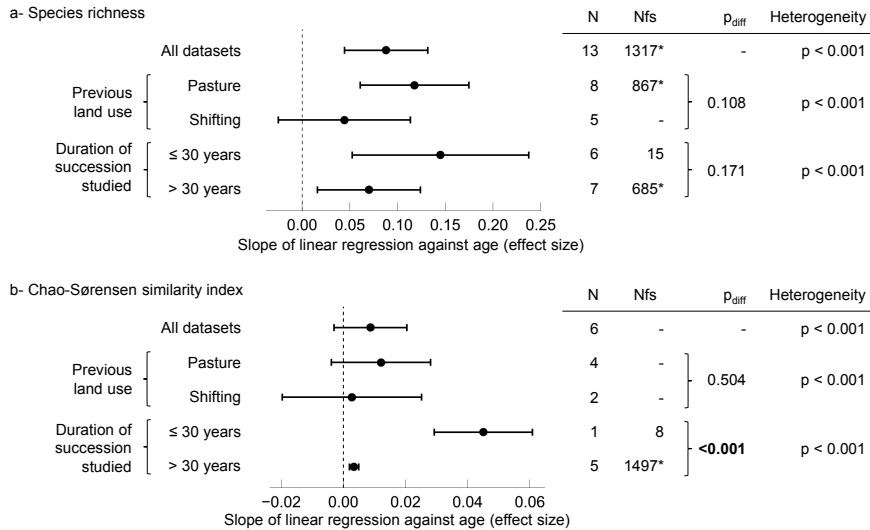 a- Species richness
N Nfs p_diff Heterogeneity
All datasets 13 1317* - p < 0.001
Previous land use
Pasture 8 867*
0.108 p < 0.001
Shifting 5 -
Duration of succession studied
≤ 30 years 6 15
0.171 p < 0.001
> 30 years 7 685*
0.00 0.05 0.10 0.15 0.20 0.25
Slope of linear regression against age (effect size)
b- Chao-Sørensen similarity index
N Nfs p_diff Heterogeneity
All datasets 6 - - p < 0.001
Previous land use
Pasture 4 -
0.504 p < 0.001
Shifting 2 -
Duration of succession studied
≤ 30 years 1 8
<0.001 p < 0.001
> 30 years 5 1497*
−0.02 0.00 0.02 0.04 0.06
Slope of linear regression against age (effect size)